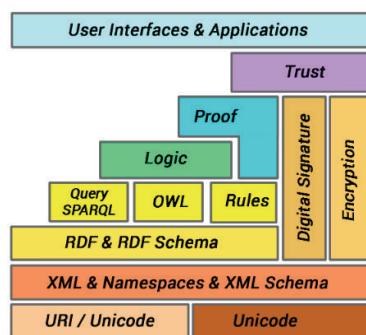 User Interfaces & Applications
Trust
Proof
Logic
Digital Signature
Encryption
Query
SPARQL
OWL
Rules
RDF & RDF Schema
XML & Namespaces & XML Schema
URI / Unicode
Unicode